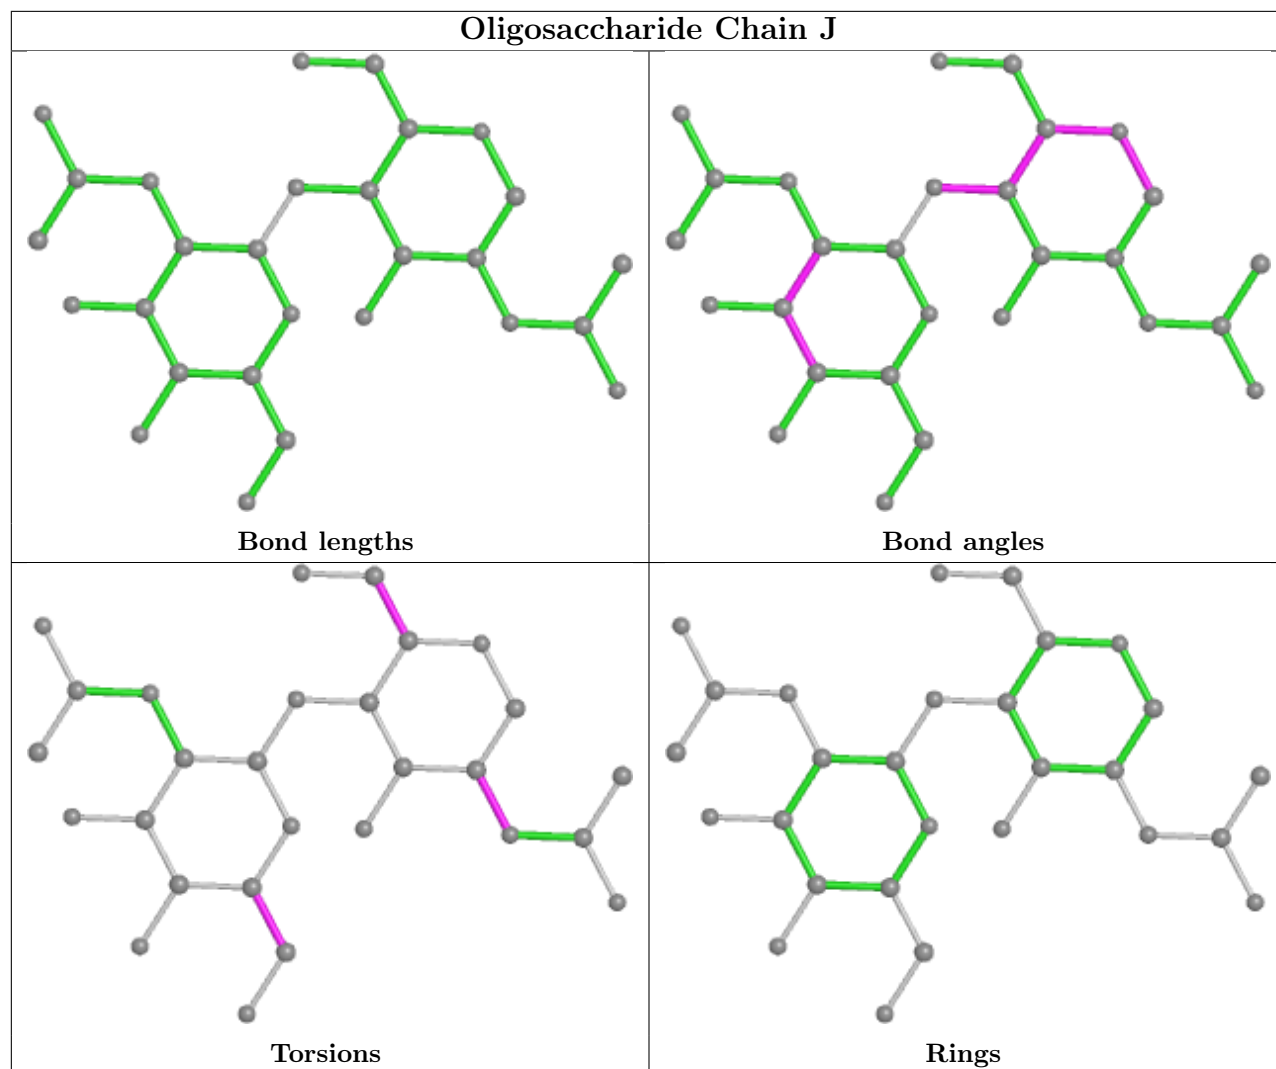 Oligosaccharide Chain J
Bond lengths
Bond angles
Torsions
Rings